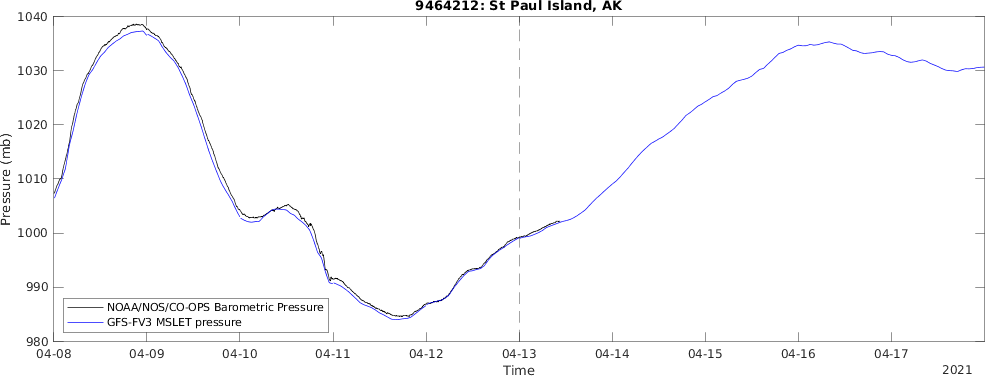 9464212: St Paul Island, AK
1040
1030
1020
1010
1000
990
980
Pressure (mb)
NOAA/NOS/CO-OPS Barometric Pressure
GFS-FV3 MSLET pressure
04-08 04-09 04-10 04-11 04-12 04-13 04-14 04-15 04-16 04-17
Time
2021